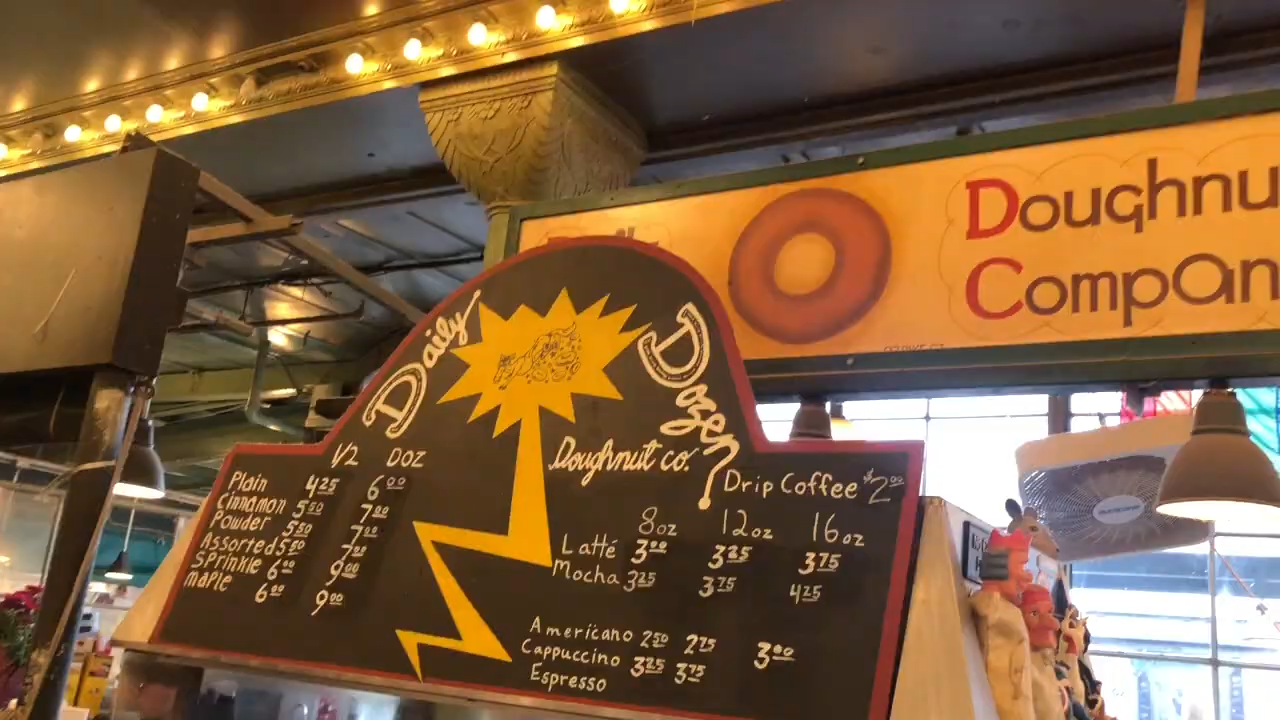 Doughnu
Compan
Daily
Dozen
Doughnut co.
1/2 DOZ
Plain 4 25 6 00
Cinnamon 5 50 7 00
Powder 5 50 7 00
Assorted 5 50 7 00
Sprinkle 6 00 9 00
maple 6 00 9 00
Drip Coffee $2 00
8oz 12oz 16oz
Latté 3 00 3 35 3 75
Mocha 3 25 3 75 4 25
Americano 2 50 2 75 3 00
Cappuccino 3 25 3 75
Espresso